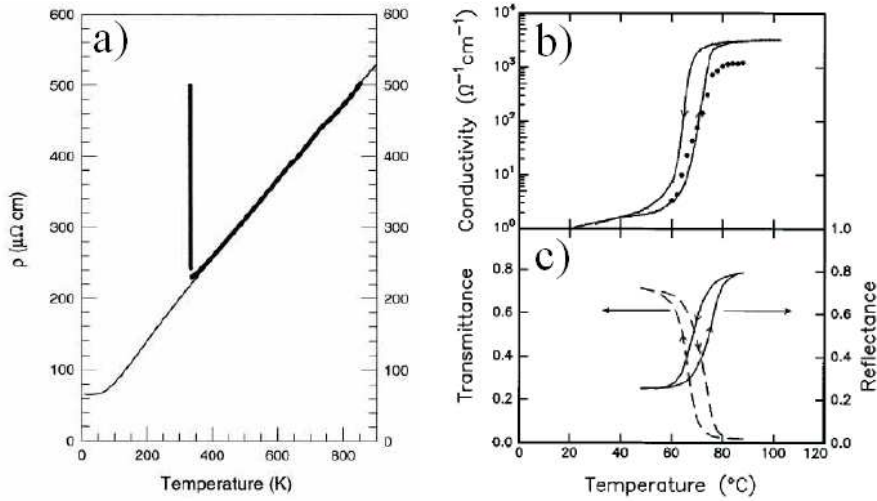 a)
600
500
400
300
200
100
0
ρ (μΩ cm)
600
500
400
300
200
100
0
0 200 400 600 800
Temperature (K)
b)
10⁴
10³
10²
10¹
10⁰
Conductivity (Ω⁻¹cm⁻¹)
c)
0.8
0.6
0.4
0.2
0.0
Transmittance
1.0
0.8
0.6
0.4
0.2
0.0
Reflectance
0 20 40 60 80 100 120
Temperature (°C)